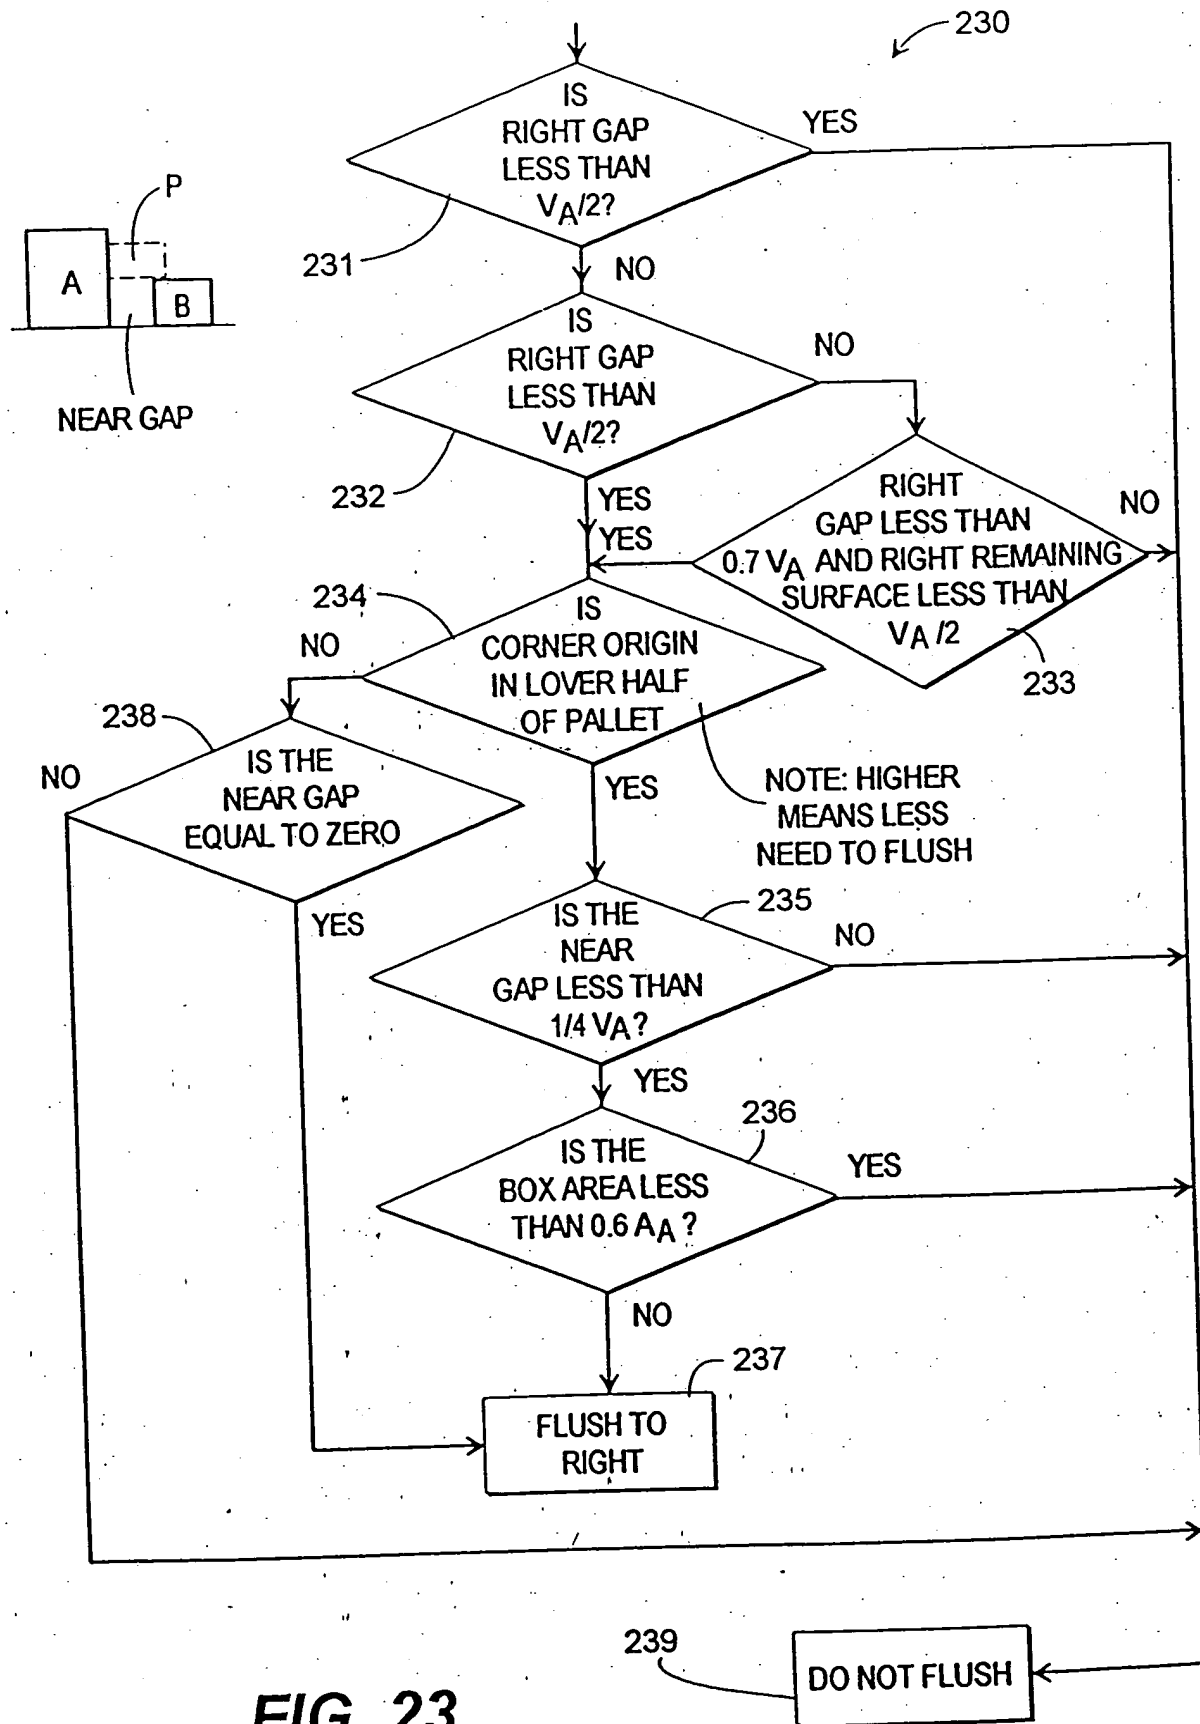 230
IS
RIGHT GAP
LESS THAN
VA/2?
YES
231
NO
P
A
B
NEAR GAP
IS
RIGHT GAP
LESS THAN
VA/2?
NO
232
YES
YES
RIGHT
GAP LESS THAN
0.7 VA AND RIGHT REMAINING
SURFACE LESS THAN
VA/2
NO
233
234
IS
CORNER ORIGIN
IN LOVER HALF
OF PALLET
NO
YES
NOTE: HIGHER
MEANS LESS
NEED TO FLUSH
238
IS THE
NEAR GAP
EQUAL TO ZERO
NO
YES
235
IS THE
NEAR
GAP LESS THAN
1/4 VA?
NO
YES
236
IS THE
BOX AREA LESS
THAN 0.6 AA?
YES
NO
237
FLUSH TO
RIGHT
239
DO NOT FLUSH
FIG. 23